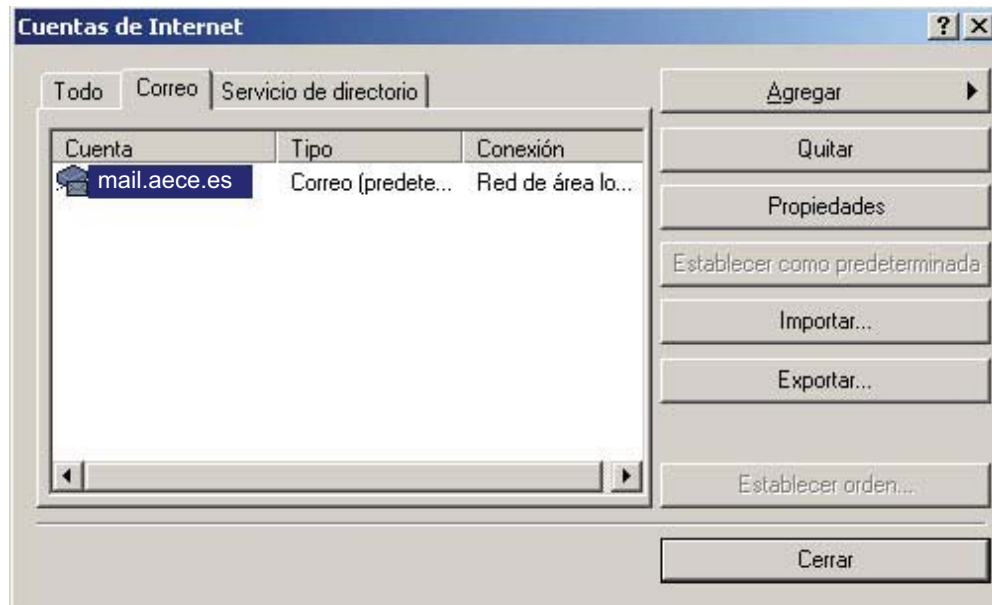 Cuentas de Internet
Todo
Correo
Servicio de directorio
Cuenta Tipo Conexión
mail.aece.es Correo (predete... Red de área lo...
Agregar
Quitar
Propiedades
Establecer como predeterminada
Importar...
Exportar...
Establecer orden...
Cerrar